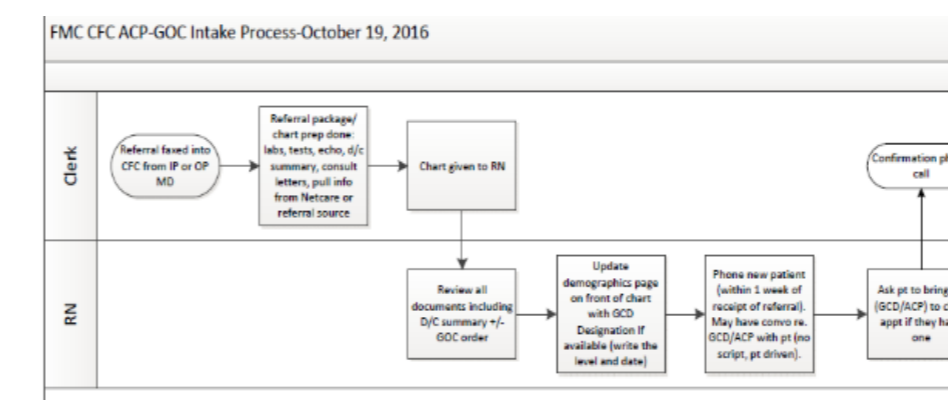 FMC CFC ACP-GOC Intake Process-October 19, 2016
Clerk
Referral faxed into
CFC from IP or OP
MD
Referral package/
chart prep done:
labs, tests, echo, d/c
summary, consult
letters, pull info
from Netcare or
referral source
Chart given to RN
Confirmation
call
RN
Review all
documents including
D/C summary +/-
GOC order
Update
demographics page
on front of chart
with GCD
Designation if
available (write the
level and date)
Phone new patient
(within 1 week of
receipt of referral).
May have convo re.
GCD/ACP with pt (no
script, pt driven).
Ask pt to bring
(GCD/ACP) to
appt if they
one